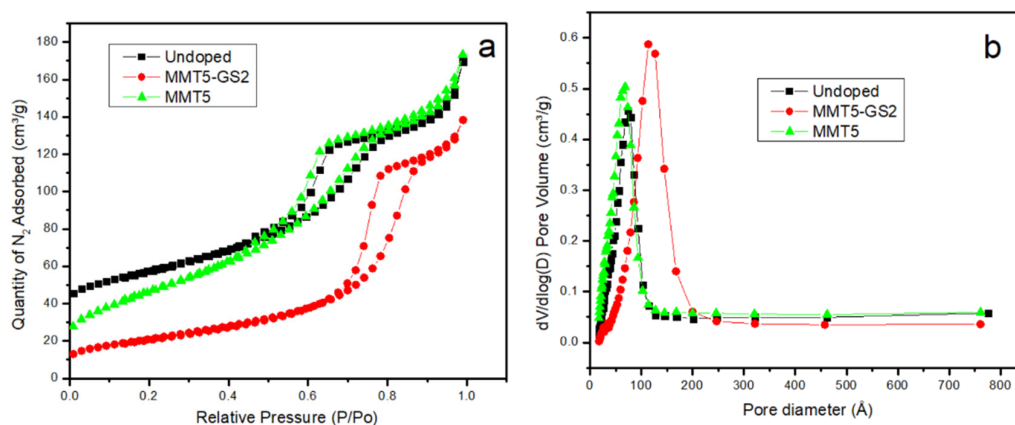 a
Undoped
MMT5-GS2
MMT5
Quantity of N₂ Adsorbed (cm³/g)
180
160
140
120
100
80
60
40
20
0
0.0 0.2 0.4 0.6 0.8 1.0
Relative Pressure (P/Po)
b
Undoped
MMT5-GS2
MMT5
dV/dlog(D) Pore Volume (cm³/g)
0.6
0.5
0.4
0.3
0.2
0.1
0.0
0 100 200 300 400 500 600 700 800
Pore diameter (Å)